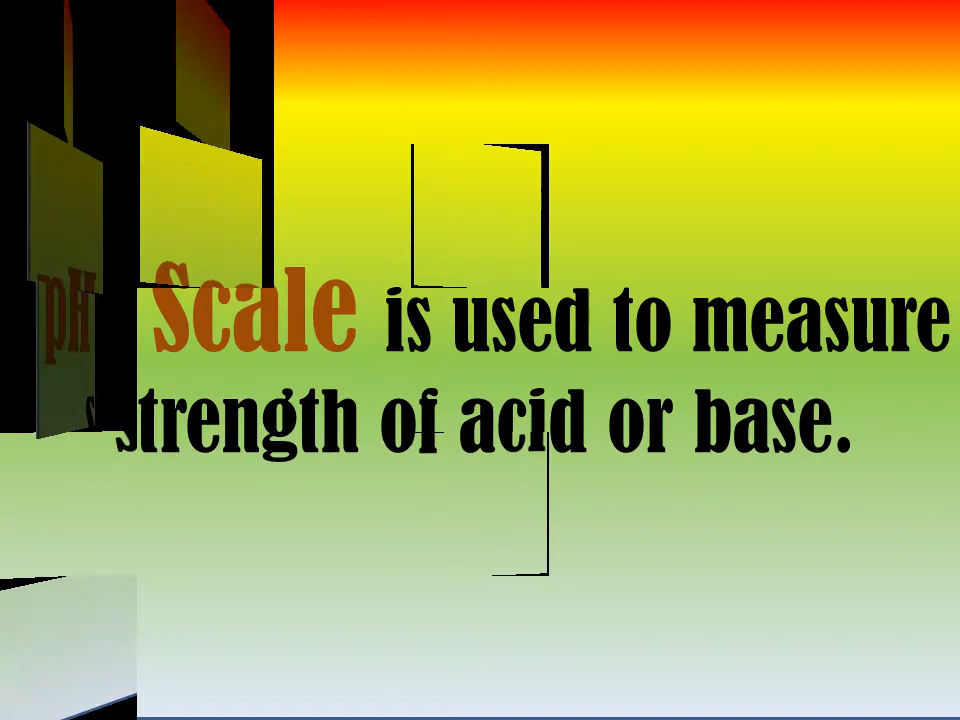 pH Scale is used to measure
strength of acid or base.